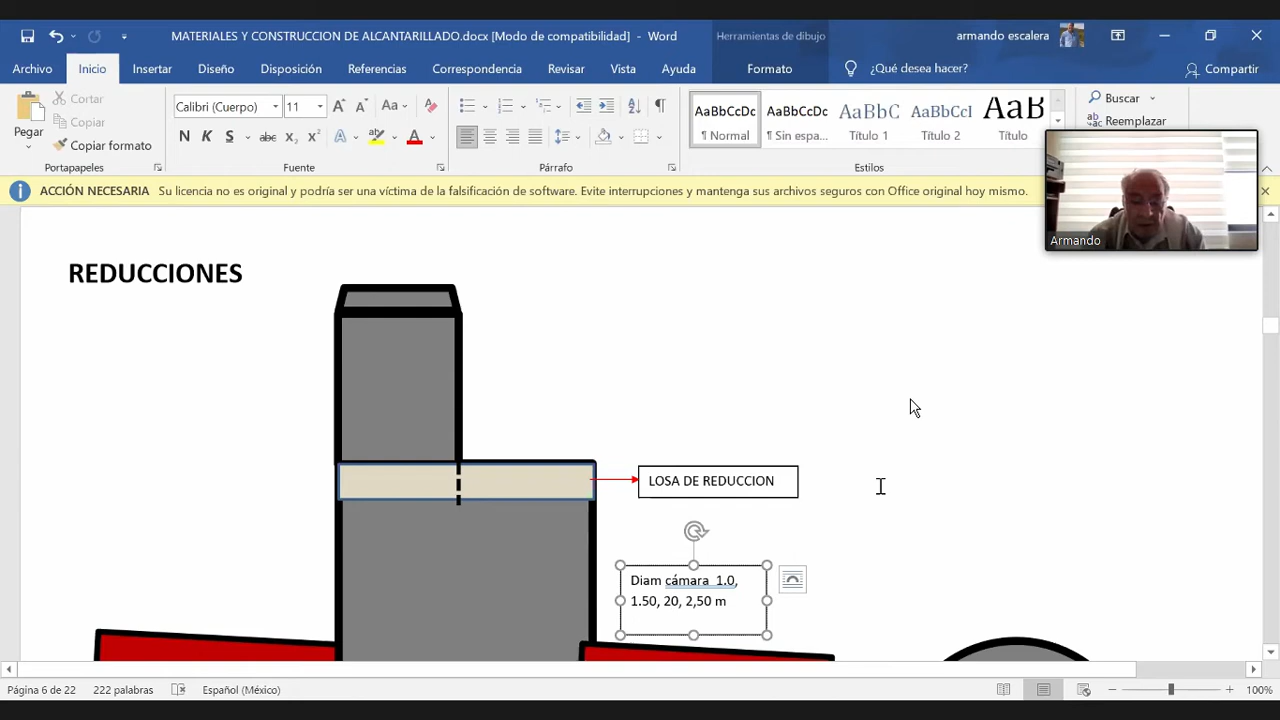 MATERIALES Y CONSTRUCCION DE ALCANTARILLADO.docx [Modo de compatibilidad] - Word
Herramientas de dibujo
armando escalera
Archivo Inicio Insertar Diseño Disposición Referencias Correspondencia Revisar Vista Ayuda Formato ¿Qué desea hacer? Compartir
Pegar
Cortar
Copiar
Copiar formato
Portapapeles
Calibri (Cuerpo) 11
N K S abc x₂ x²
Fuente
Párrafo
AaBbCcDc AaBbCcDc AaBbC AaBbCcI AaB
¶ Normal ¶ Sin espa... Título 1 Título 2 Título
Estilos
Buscar
Reemplazar
ACCIÓN NECESARIA Su licencia no es original y podría ser una víctima de la falsificación de software. Evite interrupciones y mantenga sus archivos seguros con Office original hoy mismo.
Armando
REDUCCIONES
LOSA DE REDUCCION
Diam cámara 1.0,
1.50, 20, 2,50 m
Página 6 de 22 222 palabras Español (México) 100%